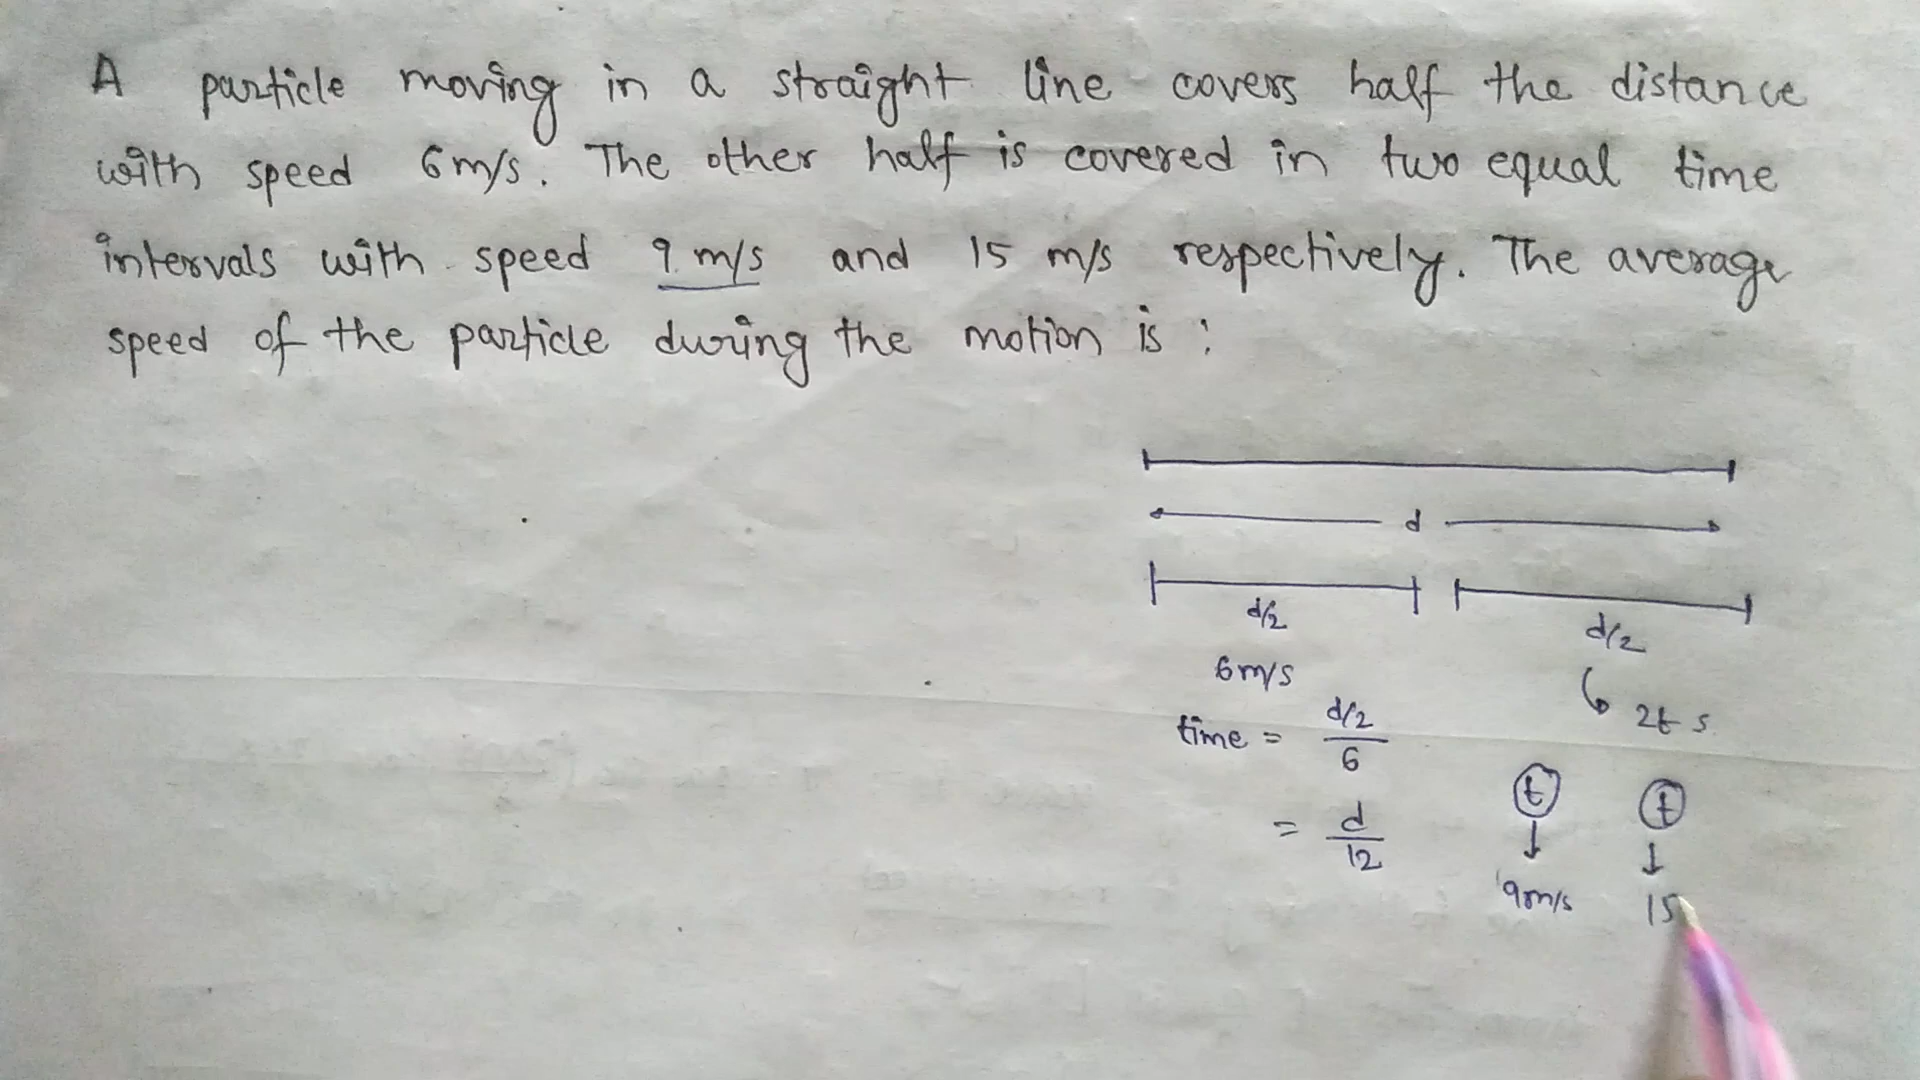 A particle moving in a straight line covers half the distance
with speed 6m/s. The other half is covered in two equal time
intervals with speed 9 m/s and 15 m/s respectively. The average
speed of the particle during the motion is :
d
d/2 d/2
6m/s
2t s
time = d/2 / 6
t t
= d/12
9m/s 15